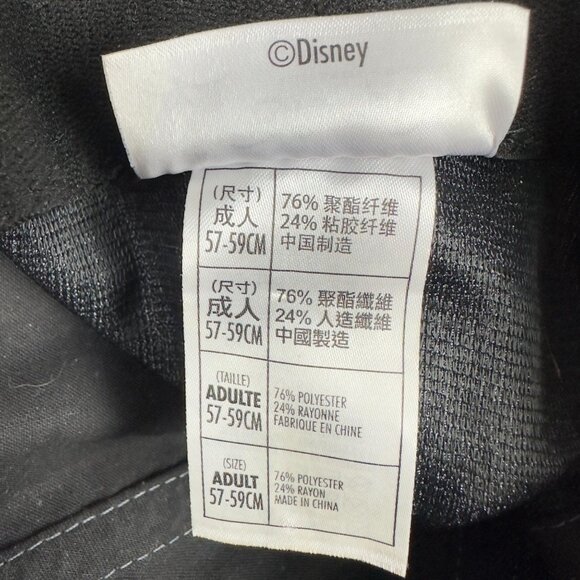 ©Disney
(尺寸)
成人
57-59CM
76% 聚酯纤维
24% 粘胶纤维
中国制造
(尺寸)
成人
57-59CM
76% 聚酯纖維
24% 人造纖維
中國製造
(TAILLE)
ADULTE
57-59CM
76% POLYESTER
24% RAYONNE
FABRIQUE EN CHINE
(SIZE)
ADULT
57-59CM
76% POLYESTER
24% RAYON
MADE IN CHINA